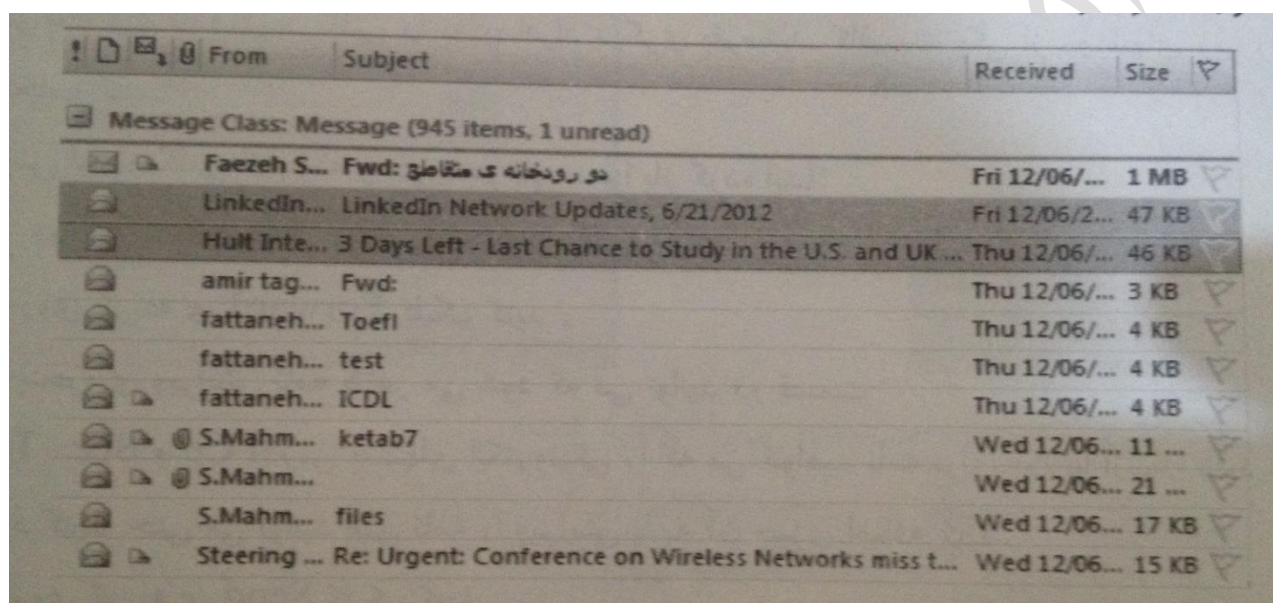 ! From Subject Received Size
Message Class: Message (945 items, 1 unread)
Faezeh S... Fwd: دو رودخانه ی متقاطع Fri 12/06/... 1 MB
LinkedIn... LinkedIn Network Updates, 6/21/2012 Fri 12/06/2... 47 KB
Hult Inte... 3 Days Left - Last Chance to Study in the U.S. and UK ... Thu 12/06/... 46 KB
amir tag... Fwd: Thu 12/06/... 3 KB
fattaneh... Toefl Thu 12/06/... 4 KB
fattaneh... test Thu 12/06/... 4 KB
fattaneh... ICDL Thu 12/06/... 4 KB
S.Mahm... ketab7 Wed 12/06... 11 ...
S.Mahm... Wed 12/06... 21 ...
S.Mahm... files Wed 12/06... 17 KB
Steering ... Re: Urgent: Conference on Wireless Networks miss t... Wed 12/06... 15 KB